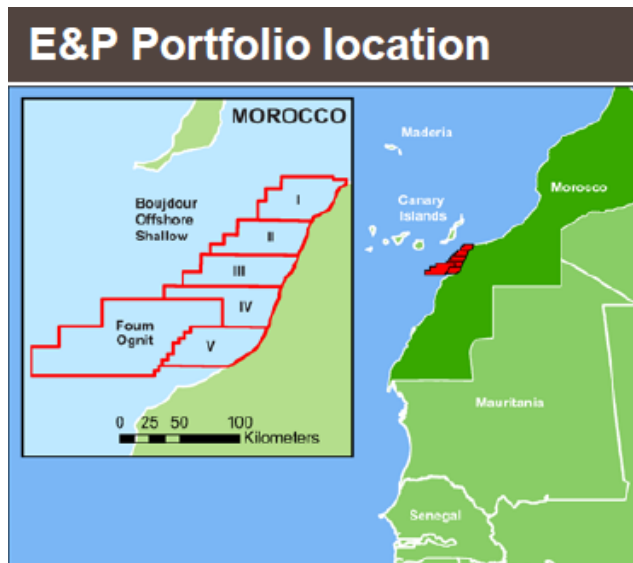 E&P Portfolio location
MOROCCO
Boujdour
Offshore
Shallow
I
II
III
IV
V
Foum
Ognit
0 25 50 100
Kilometers
Maderia
Canary
Islands
Morocco
Mauritania
Senegal